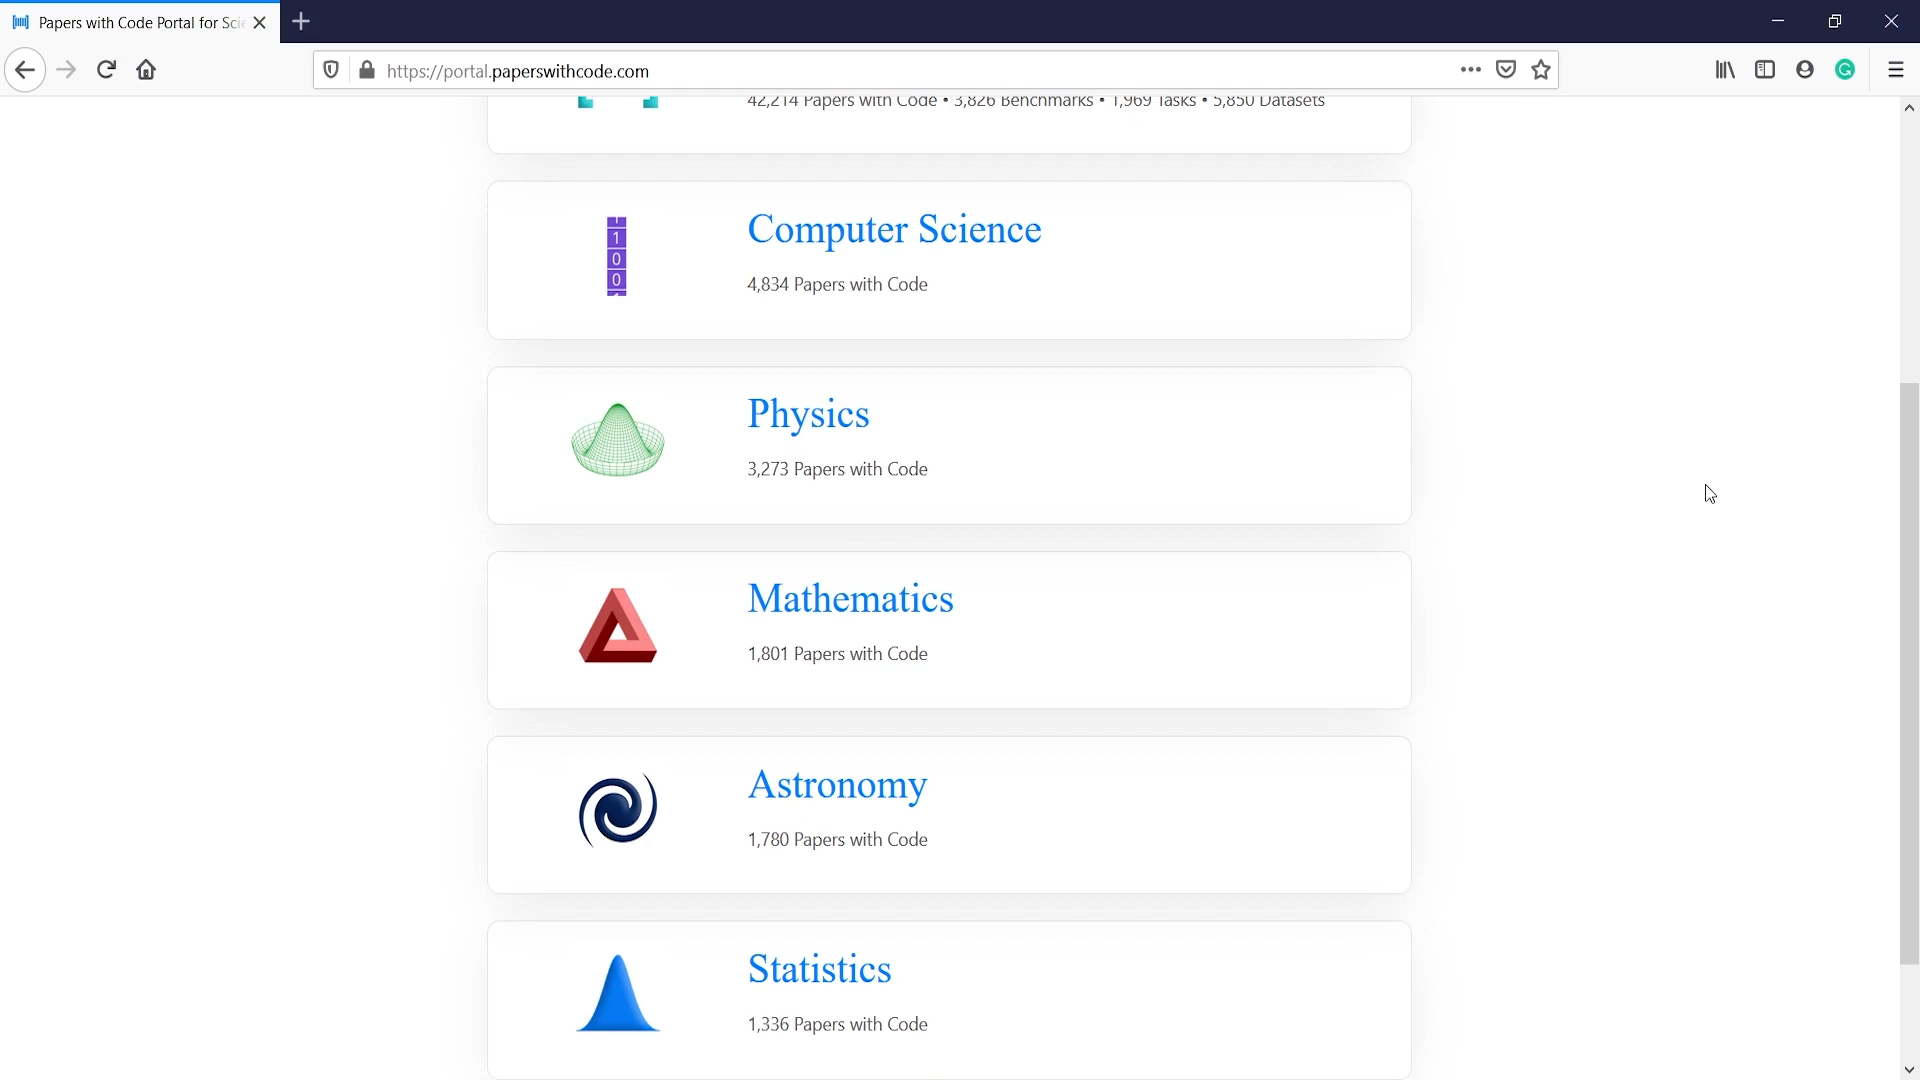 Papers with Code Portal for Sci
https://portal.paperswithcode.com
42,214 Papers with Code • 3,826 Benchmarks • 1,969 Tasks • 5,850 Datasets
1
0
0
Computer Science
4,834 Papers with Code
Physics
3,273 Papers with Code
Mathematics
1,801 Papers with Code
Astronomy
1,780 Papers with Code
Statistics
1,336 Papers with Code